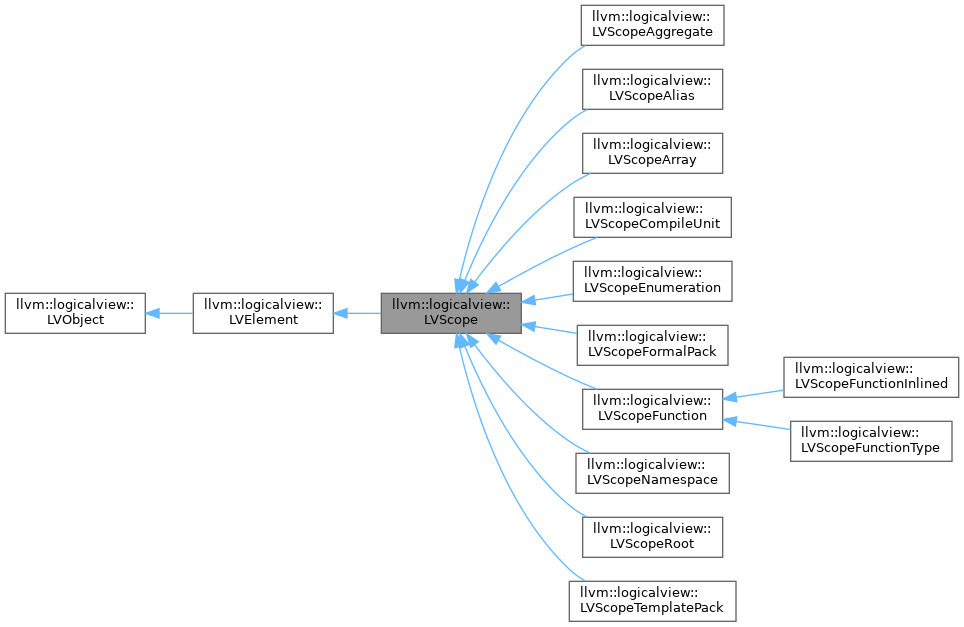 llvm::logicalview::
LVObject
llvm::logicalview::
LVElement
llvm::logicalview::
LVScope
llvm::logicalview::
LVScopeAggregate
llvm::logicalview::
LVScopeAlias
llvm::logicalview::
LVScopeArray
llvm::logicalview::
LVScopeCompileUnit
llvm::logicalview::
LVScopeEnumeration
llvm::logicalview::
LVScopeFormalPack
llvm::logicalview::
LVScopeFunction
llvm::logicalview::
LVScopeFunctionInlined
llvm::logicalview::
LVScopeFunctionType
llvm::logicalview::
LVScopeNamespace
llvm::logicalview::
LVScopeRoot
llvm::logicalview::
LVScopeTemplatePack